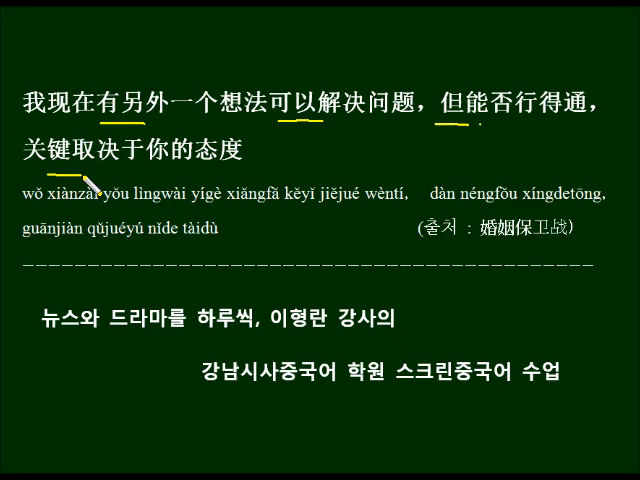 我现在有另外一个想法可以解决问题，但能否行得通，
关键取决于你的态度
wǒ xiànzài yǒu lìngwài yígè xiǎngfǎ kěyǐ jiějué wèntí, dàn néngfǒu xíngdetōng,
guānjiàn qǔjuéyú nǐde tàidù (출처 : 婚姻保卫战)
뉴스와 드라마를 하루씩, 이형란 강사의
강남시사중국어 학원 스크린중국어 수업